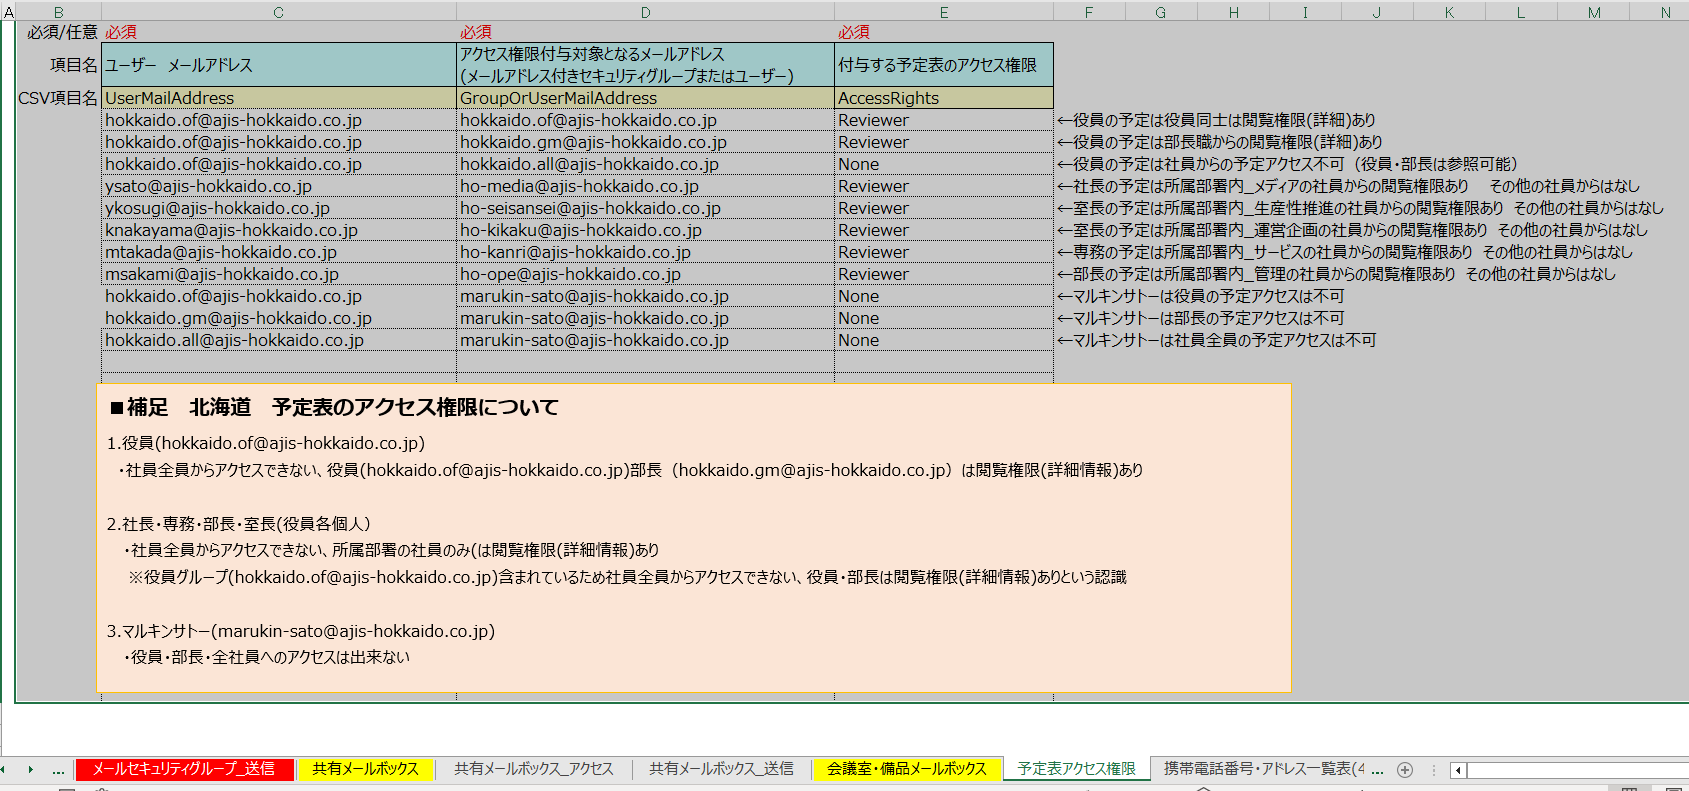 A B C D E F G H I J K L M N
必須/任意 必須 必須 必須
項目名 ユーザー　メールアドレス アクセス権限付与対象となるメールアドレス
(メールアドレス付きセキュリティグループまたはユーザー) 付与する予定表のアクセス権限
CSV項目名 UserMailAddress GroupOrUserMailAddress AccessRights
hokkaido.of@ajis-hokkaido.co.jp hokkaido.of@ajis-hokkaido.co.jp Reviewer ←役員の予定は役員同士は閲覧権限(詳細)あり
hokkaido.of@ajis-hokkaido.co.jp hokkaido.gm@ajis-hokkaido.co.jp Reviewer ←役員の予定は部長職からの閲覧権限(詳細)あり
hokkaido.of@ajis-hokkaido.co.jp hokkaido.all@ajis-hokkaido.co.jp None ←役員の予定は社員からの予定アクセス不可（役員・部長は参照可能）
ysato@ajis-hokkaido.co.jp ho-media@ajis-hokkaido.co.jp Reviewer ←社長の予定は所属部署内_メディアの社員からの閲覧権限あり　その他の社員からはなし
ykosugi@ajis-hokkaido.co.jp ho-seisansei@ajis-hokkaido.co.jp Reviewer ←室長の予定は所属部署内_生産性推進の社員からの閲覧権限あり その他の社員からはなし
knakayama@ajis-hokkaido.co.jp ho-kikaku@ajis-hokkaido.co.jp Reviewer ←室長の予定は所属部署内_運営企画の社員からの閲覧権限あり その他の社員からはなし
mtakada@ajis-hokkaido.co.jp ho-kanri@ajis-hokkaido.co.jp Reviewer ←専務の予定は所属部署内_サービスの社員からの閲覧権限あり その他の社員からはなし
msakami@ajis-hokkaido.co.jp ho-ope@ajis-hokkaido.co.jp Reviewer ←部長の予定は所属部署内_管理の社員からの閲覧権限あり その他の社員からはなし
hokkaido.of@ajis-hokkaido.co.jp marukin-sato@ajis-hokkaido.co.jp None ←マルキンサトーは役員の予定アクセスは不可
hokkaido.gm@ajis-hokkaido.co.jp marukin-sato@ajis-hokkaido.co.jp None ←マルキンサトーは部長の予定アクセスは不可
hokkaido.all@ajis-hokkaido.co.jp marukin-sato@ajis-hokkaido.co.jp None ←マルキンサトーは社員全員の予定アクセスは不可
■補足　北海道　予定表のアクセス権限について
1.役員(hokkaido.of@ajis-hokkaido.co.jp)
・社員全員からアクセスできない、役員(hokkaido.of@ajis-hokkaido.co.jp)部長（hokkaido.gm@ajis-hokkaido.co.jp）は閲覧権限(詳細情報)あり
2.社長・専務・部長・室長(役員各個人）
・社員全員からアクセスできない、所属部署の社員のみ(は閲覧権限(詳細情報)あり
※役員グループ(hokkaido.of@ajis-hokkaido.co.jp)含まれているため社員全員からアクセスできない、役員・部長は閲覧権限(詳細情報)ありという認識
3.マルキンサトー(marukin-sato@ajis-hokkaido.co.jp)
・役員・部長・全社員へのアクセスは出来ない
... メールセキュリティグループ_送信 共有メールボックス 共有メールボックス_アクセス 共有メールボックス_送信 会議室・備品メールボックス 予定表アクセス権限 携帯電話番号・アドレス一覧表(4 ...